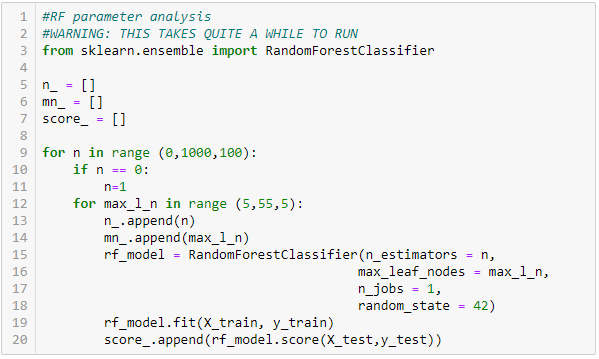 1 #RF parameter analysis
2 #WARNING: THIS TAKES QUITE A WHILE TO RUN
3 from sklearn.ensemble import RandomForestClassifier
4
5 n_ = []
6 mn_ = []
7 score_ = []
8
9 for n in range (0,1000,100):
10     if n == 0:
11         n=1
12     for max_l_n in range (5,55,5):
13         n_.append(n)
14         mn_.append(max_l_n)
15         rf_model = RandomForestClassifier(n_estimators = n,
16                                           max_leaf_nodes = max_l_n,
17                                           n_jobs = 1,
18                                           random_state = 42)
19         rf_model.fit(X_train, y_train)
20         score_.append(rf_model.score(X_test,y_test))